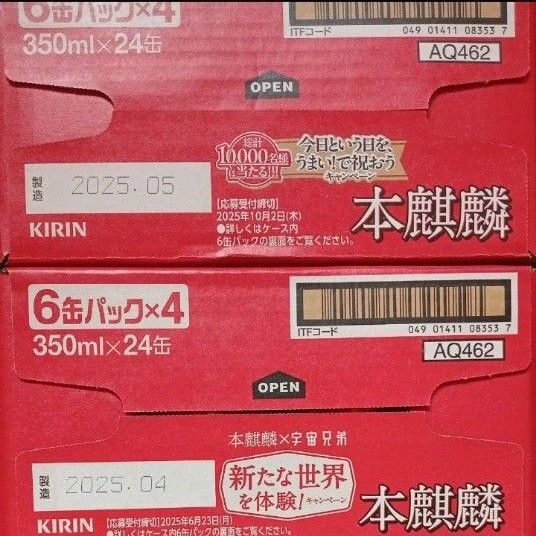 6缶パック×4
350ml×24缶
ITFコード
049 01411 08353 7
AQ462
OPEN
総計
10,000名様
に当たる!!!
今日という日を、
うまい!で祝おう
キャンペーン
製造
2025.05
【応募受付締切】
2025年10月2日(木)
●詳しくはケース内
6缶パックの裏面をご覧ください。
KIRIN
本麒麟
6缶パック×4
350ml×24缶
ITFコード
049 01411 08353 7
AQ462
OPEN
本麒麟×宇宙兄弟
新たな世界
を体験!
キャンペーン
製造
2025.04
KIRIN
【応募受付締切】2025年6月23日(月)
●詳しくはケース内6缶パックの裏面をご覧ください。
本麒麟